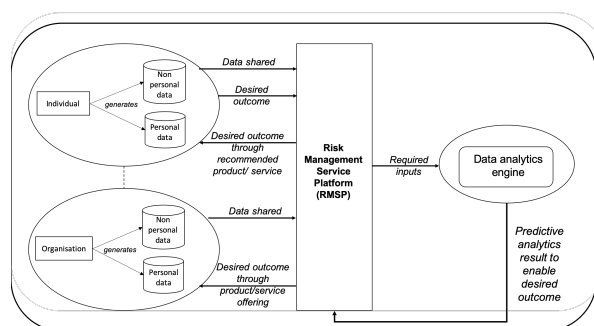 Individual
generates
Non
personal
data
Personal
data
Data shared
Desired
outcome
Desired outcome
through
recommended
product/ service
Organisation
generates
Non
personal
data
Personal
data
Data shared
Desired outcome
through
product/service
offering
Risk
Management
Service
Platform
(RMSP)
Required
inputs
Data analytics
engine
Predictive
analytics
result to
enable
desired
outcome